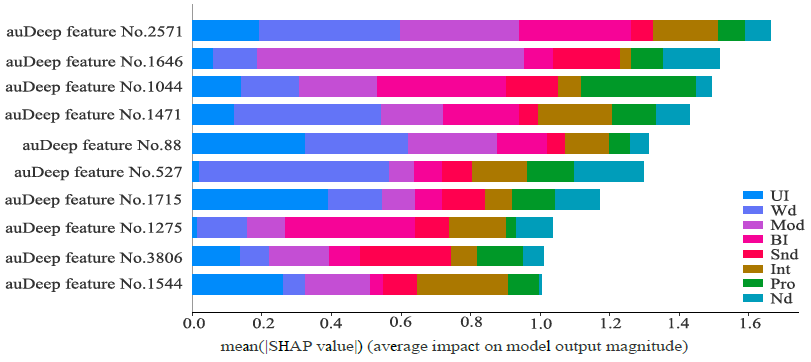 auDeep feature No.2571
auDeep feature No.1646
auDeep feature No.1044
auDeep feature No.1471
auDeep feature No.88
auDeep feature No.527
auDeep feature No.1715
auDeep feature No.1275
auDeep feature No.3806
auDeep feature No.1544
UI
Wd
Mod
BI
Snd
Int
Pro
Nd
0.0 0.2 0.4 0.6 0.8 1.0 1.2 1.4 1.6
mean(|SHAP value|) (average impact on model output magnitude)